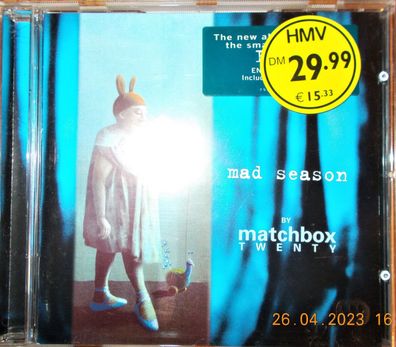 The new al
the sma
EN
Includ
HMV
DM 29.99
€ 15.33
mad season
BY
matchbox
TWENTY
26.04.2023 16